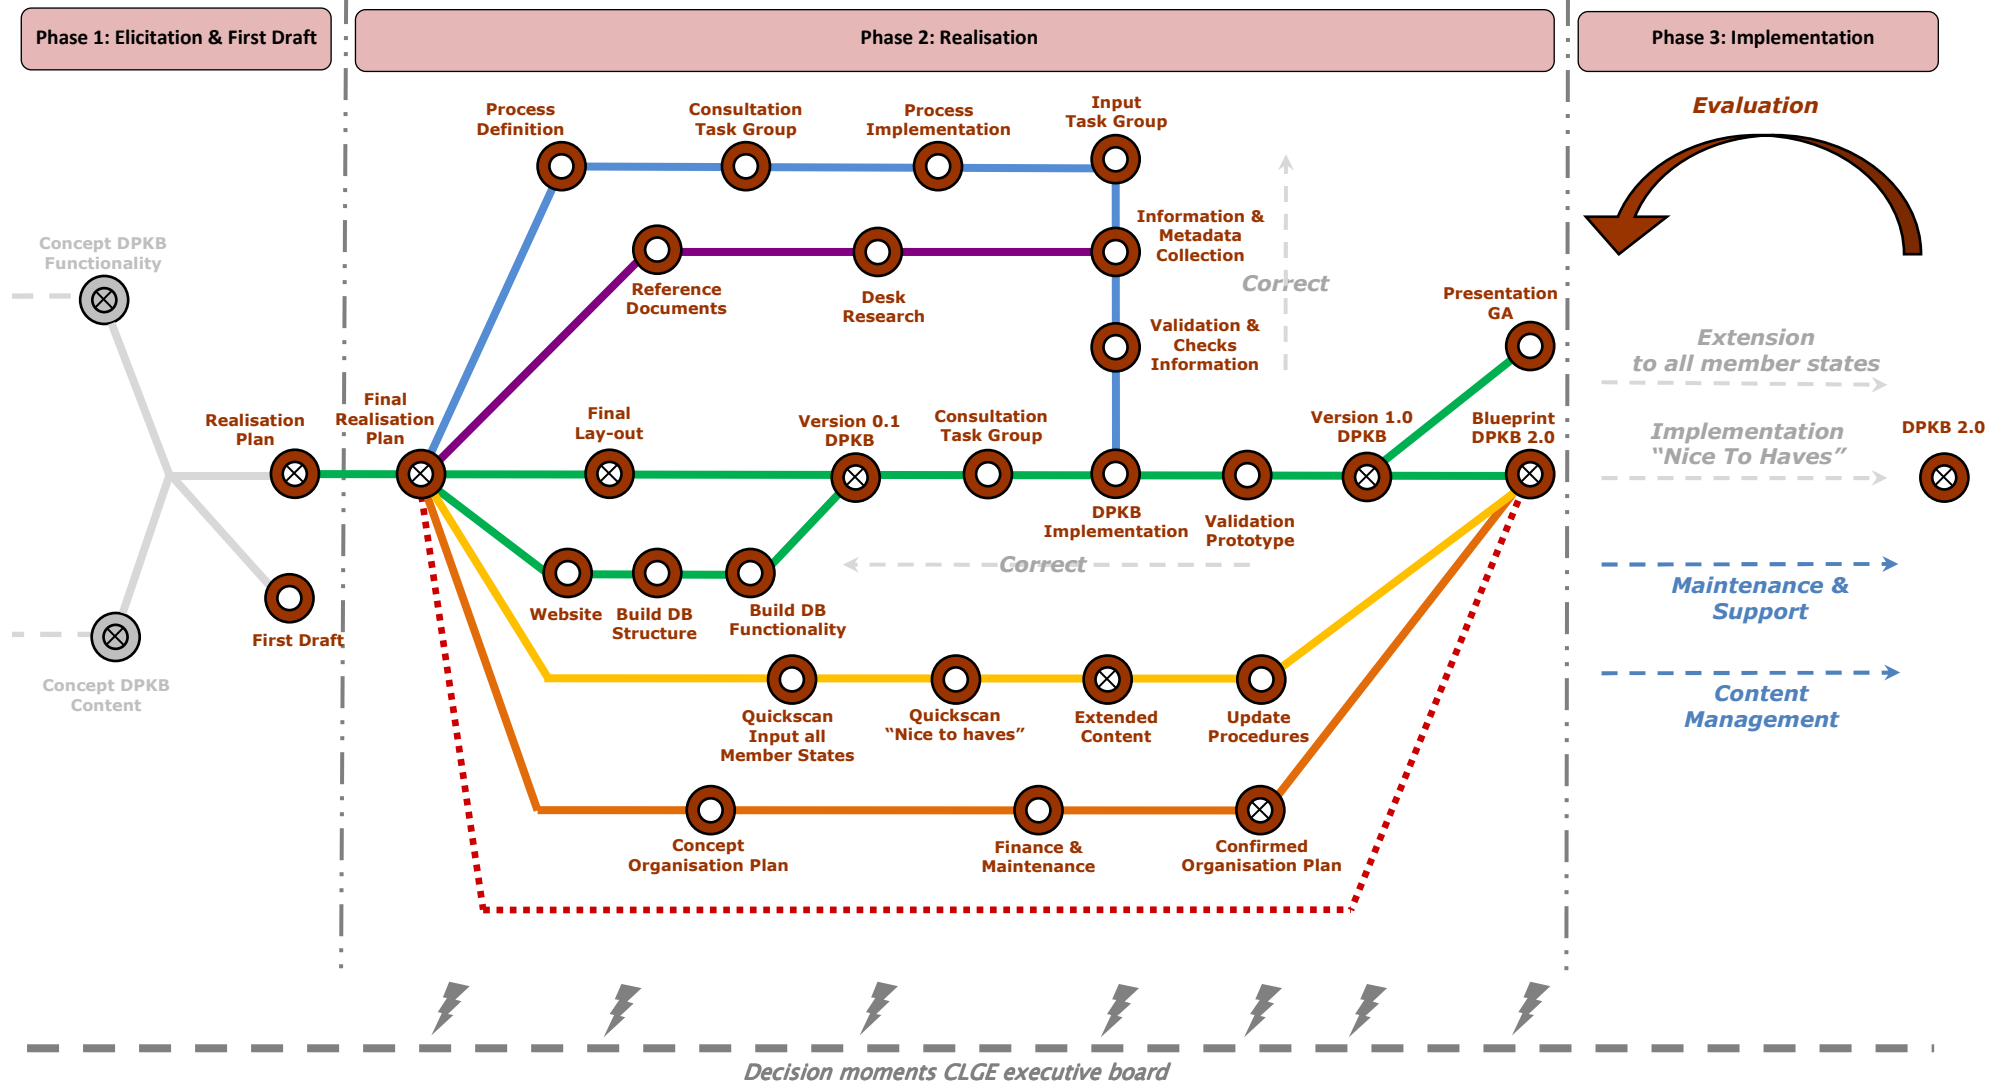 Phase 1: Elicitation & First Draft
Phase 2: Realisation
Phase 3: Implementation
Process
Definition
Consultation
Task Group
Process
Implementation
Input
Task Group
Evaluation
Concept DPKB
Functionality
Reference
Documents
Desk
Research
Information &
Metadata
Collection
Correct
Validation &
Checks
Information
Presentation
GA
Extension
to all member states
Realisation
Plan
Final
Realisation
Plan
Final
Lay-out
Version 0.1
DPKB
Consultation
Task Group
Version 1.0
DPKB
Blueprint
DPKB 2.0
Implementation
“Nice To Haves”
DPKB 2.0
DPKB
Implementation
Validation
Prototype
Correct
First Draft
Website
Build DB
Structure
Build DB
Functionality
Maintenance &
Support
Concept DPKB
Content
Quickscan
Input all
Member States
Quickscan
“Nice to haves”
Extended
Content
Update
Procedures
Content
Management
Concept
Organisation Plan
Finance &
Maintenance
Confirmed
Organisation Plan
Decision moments CLGE executive board